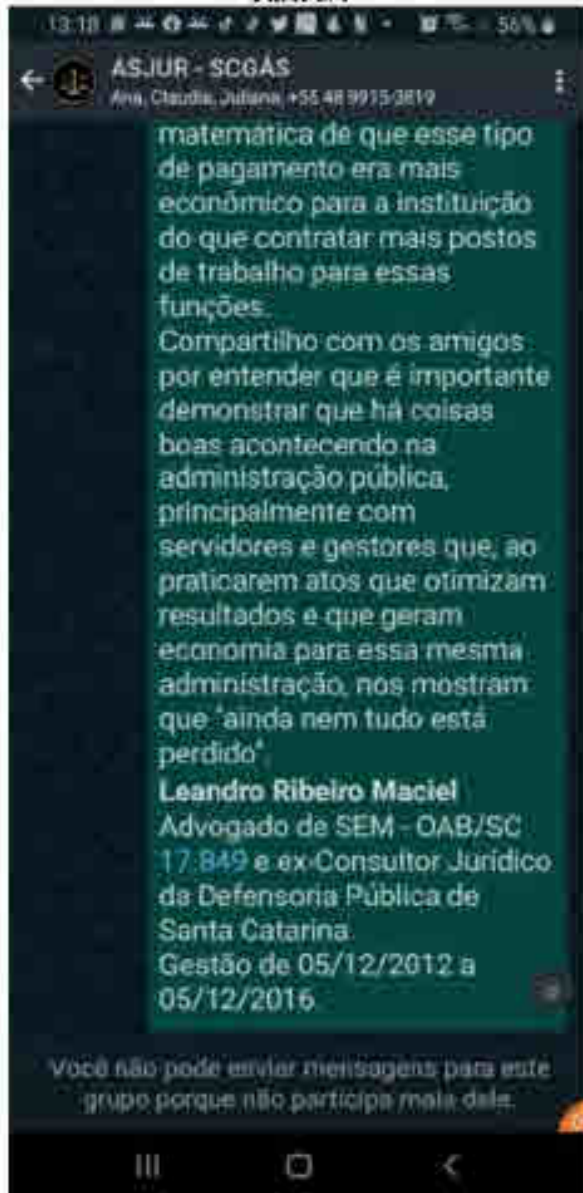 13:18 56%
ASJUR - SCGÁS
Ana, Claudia, Juliana, +55 48 9915-3819
matemática de que esse tipo
de pagamento era mais
econômico para a instituição
do que contratar mais postos
de trabalho para essas
funções.
Compartilho com os amigos
por entender que é importante
demonstrar que há coisas
boas acontecendo na
administração pública,
principalmente com
servidores e gestores que, ao
praticarem atos que otimizam
resultados e que geram
economia para essa mesma
administração, nos mostram
que "ainda nem tudo está
perdido".
Leandro Ribeiro Maciel
Advogado de SEM - OAB/SC
17.849 e ex-Consultor Jurídico
da Defensoria Pública de
Santa Catarina.
Gestão de 05/12/2012 a
05/12/2016
Você não pode enviar mensagens para este
grupo porque não participa mais dele.